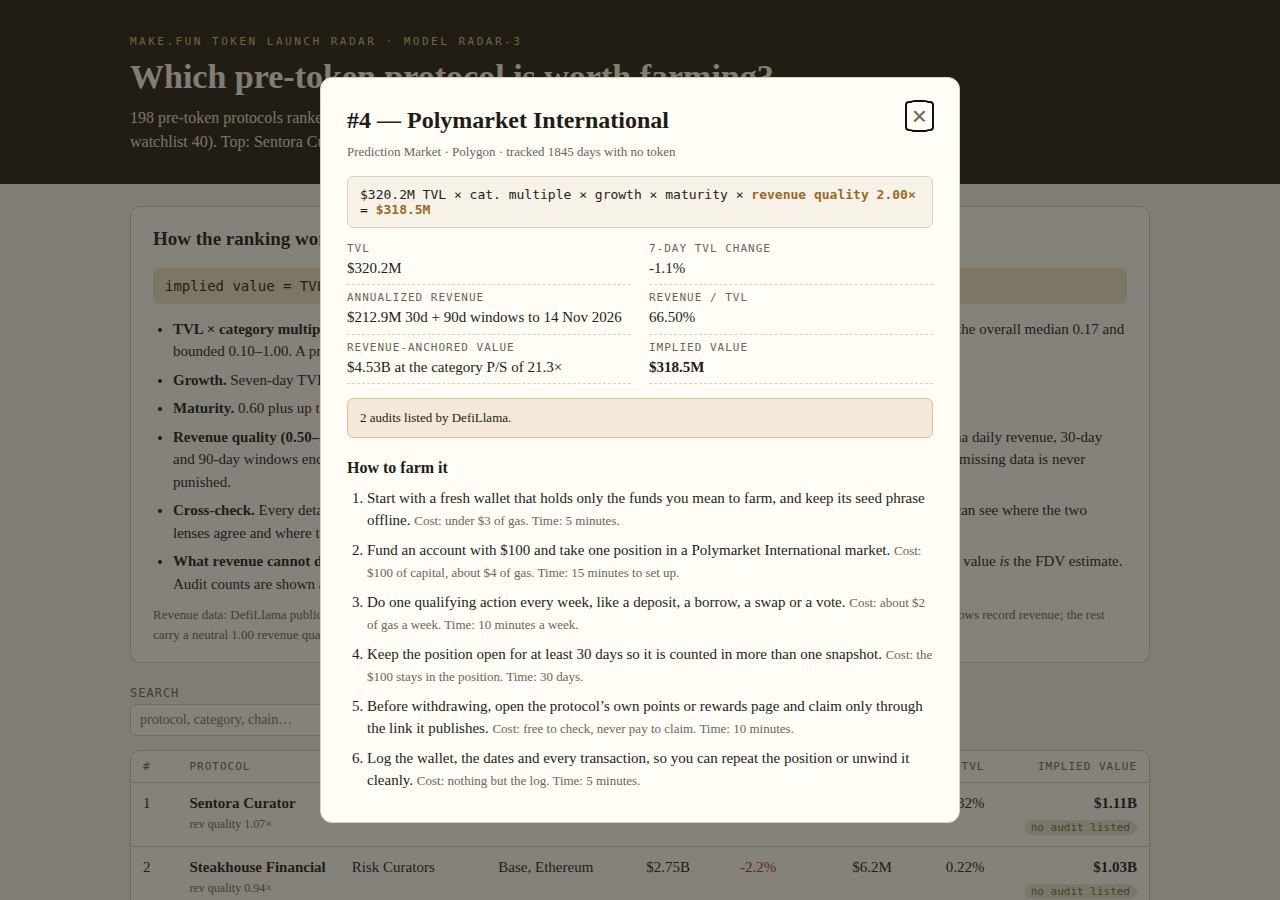 MAKE.FUN TOKEN LAUNCH RADAR · MODEL RADAR-3
Which pre-token protocol is worth farming?
198 pre-token protocols ranke
watchlist 40). Top: Sentora Cu
#4 — Polymarket International
✕
Prediction Market · Polygon · tracked 1845 days with no token
$320.2M TVL × cat. multiple × growth × maturity × revenue quality 2.00×
= $318.5M
TVL
$320.2M
7-DAY TVL CHANGE
-1.1%
ANNUALIZED REVENUE
$212.9M 30d + 90d windows to 14 Nov 2026
REVENUE / TVL
66.50%
REVENUE-ANCHORED VALUE
$4.53B at the category P/S of 21.3×
IMPLIED VALUE
$318.5M
2 audits listed by DefiLlama.
How to farm it
1. Start with a fresh wallet that holds only the funds you mean to farm, and keep its seed phrase
offline. Cost: under $3 of gas. Time: 5 minutes.
2. Fund an account with $100 and take one position in a Polymarket International market. Cost:
$100 of capital, about $4 of gas. Time: 15 minutes to set up.
3. Do one qualifying action every week, like a deposit, a borrow, a swap or a vote. Cost: about $2
of gas a week. Time: 10 minutes a week.
4. Keep the position open for at least 30 days so it is counted in more than one snapshot. Cost: the
$100 stays in the position. Time: 30 days.
5. Before withdrawing, open the protocol’s own points or rewards page and claim only through
the link it publishes. Cost: free to check, never pay to claim. Time: 10 minutes.
6. Log the wallet, the dates and every transaction, so you can repeat the position or unwind it
cleanly. Cost: nothing but the log. Time: 5 minutes.
How the ranking wor
implied value = TVL
• TVL × category multip he overall median 0.17 and
bounded 0.10–1.00. A pr
• Growth. Seven-day TVL
• Maturity. 0.60 plus up t
• Revenue quality (0.50– a daily revenue, 30-day
and 90-day windows end missing data is never
punished.
• Cross-check. Every deta an see where the two
lenses agree and where t
• What revenue cannot d value is the FDV estimate.
Audit counts are shown
Revenue data: DefiLlama public ows record revenue; the rest
carry a neutral 1.00 revenue qua
SEARCH
protocol, category, chain…
# PROTOCOL TVL IMPLIED VALUE
1 Sentora Curator 32% $1.11B
rev quality 1.07× no audit listed
2 Steakhouse Financial Risk Curators Base, Ethereum $2.75B -2.2% $6.2M 0.22% $1.03B
rev quality 0.94× no audit listed